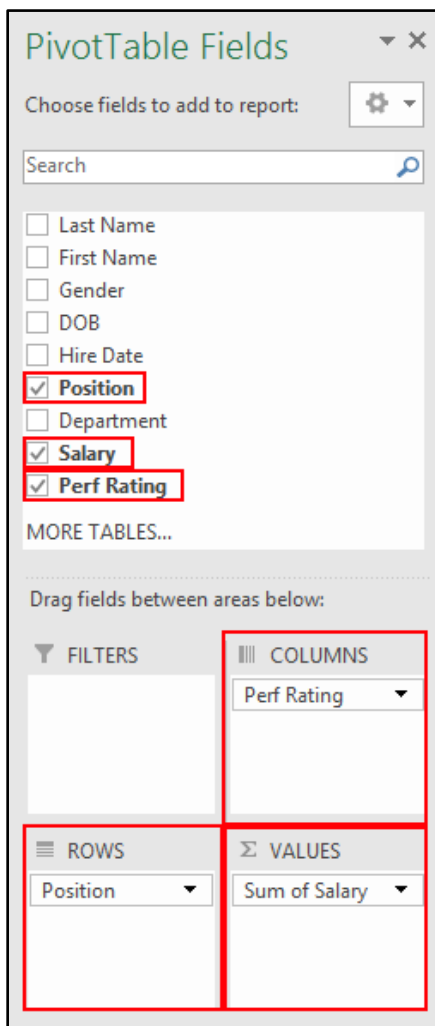 PivotTable Fields
Choose fields to add to report:
Search
Last Name
First Name
Gender
DOB
Hire Date
Position
Department
Salary
Perf Rating
MORE TABLES...
Drag fields between areas below:
FILTERS
COLUMNS
Perf Rating
ROWS
Σ VALUES
Position
Sum of Salary